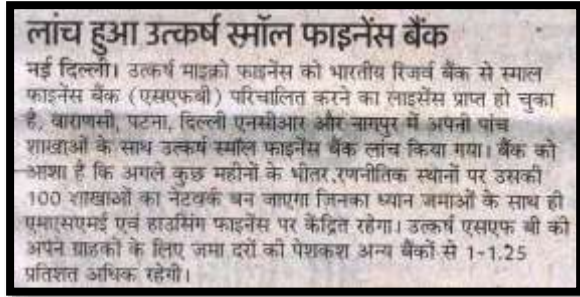 लांच हुआ उत्कर्ष स्मॉल फाइनेंस बैंक
नई दिल्ली। उत्कर्ष माइक्रो फाइनेंस को भारतीय रिजर्व बैंक से स्माल
फाइनेंस बैंक (एसएफबी) परिचालित करने का लाइसेंस प्राप्त हो चुका
है, वाराणसी, पटना, दिल्ली एनसीआर और नागपुर में अपनी पांच
शाखाओं के साथ उत्कर्ष स्मॉल फाइनेंस बैंक लांच किया गया। बैंक को
आशा है कि अगले कुछ महीनों के भीतर,रणनीतिक स्थानों पर उसकी
100 शाखाओं का नेटवर्क बन जाएगा जिनका ध्यान जमाओं के साथ ही
एमएसएमई एवं हाउसिंग फाइनेंस पर केंद्रित रहेगा। उत्कर्ष एसएफ बी की
अपने ग्राहकों के लिए जमा दरों की पेशकश अन्य बैंकों से 1-1.25
प्रतिशत अधिक रहेगी।